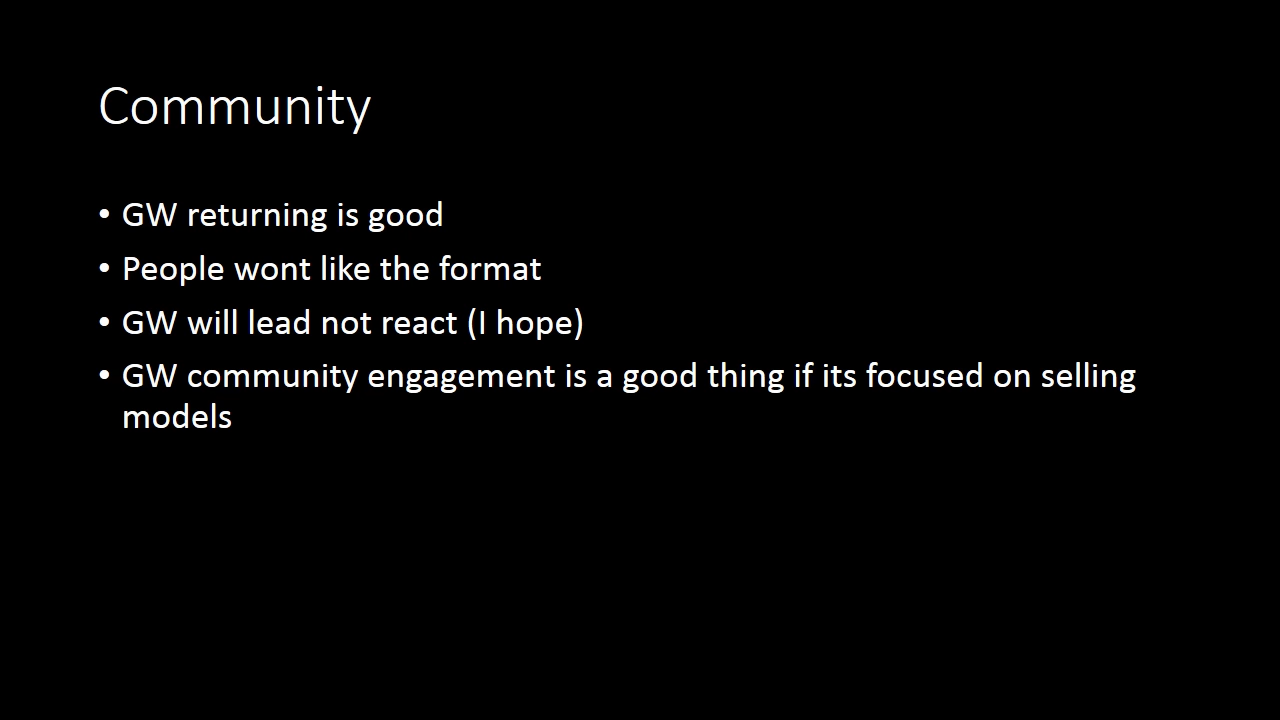 Community
• GW returning is good
• People wont like the format
• GW will lead not react (I hope)
• GW community engagement is a good thing if its focused on selling
models